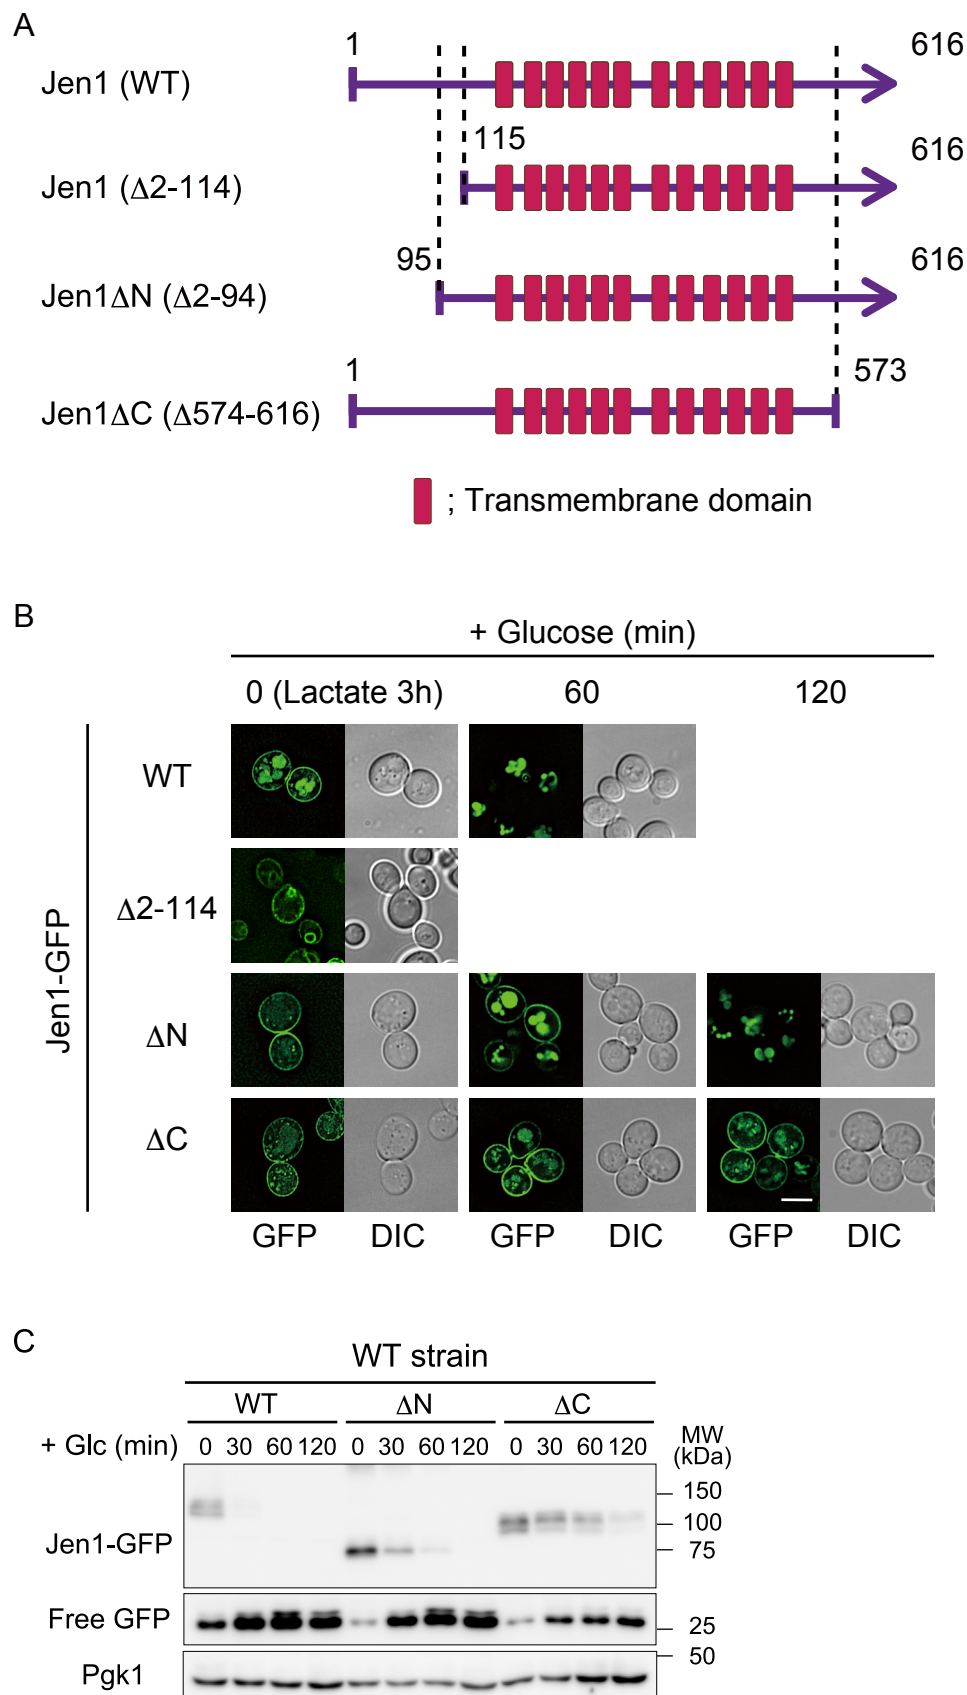 A
1 616
Jen1 (WT)
115 616
Jen1 (Δ2-114)
95 616
Jen1ΔN (Δ2-94)
1 573
Jen1ΔC (Δ574-616)
; Transmembrane domain
B
+ Glucose (min)
0 (Lactate 3h) 60 120
Jen1-GFP
WT
Δ2-114
ΔN
ΔC
GFP DIC GFP DIC GFP DIC
C
WT strain
WT ΔN ΔC
+ Glc (min) 0 30 60 120 0 30 60 120 0 30 60 120
MW
(kDa)
150
100
Jen1-GFP
75
Free GFP
25
50
Pgk1